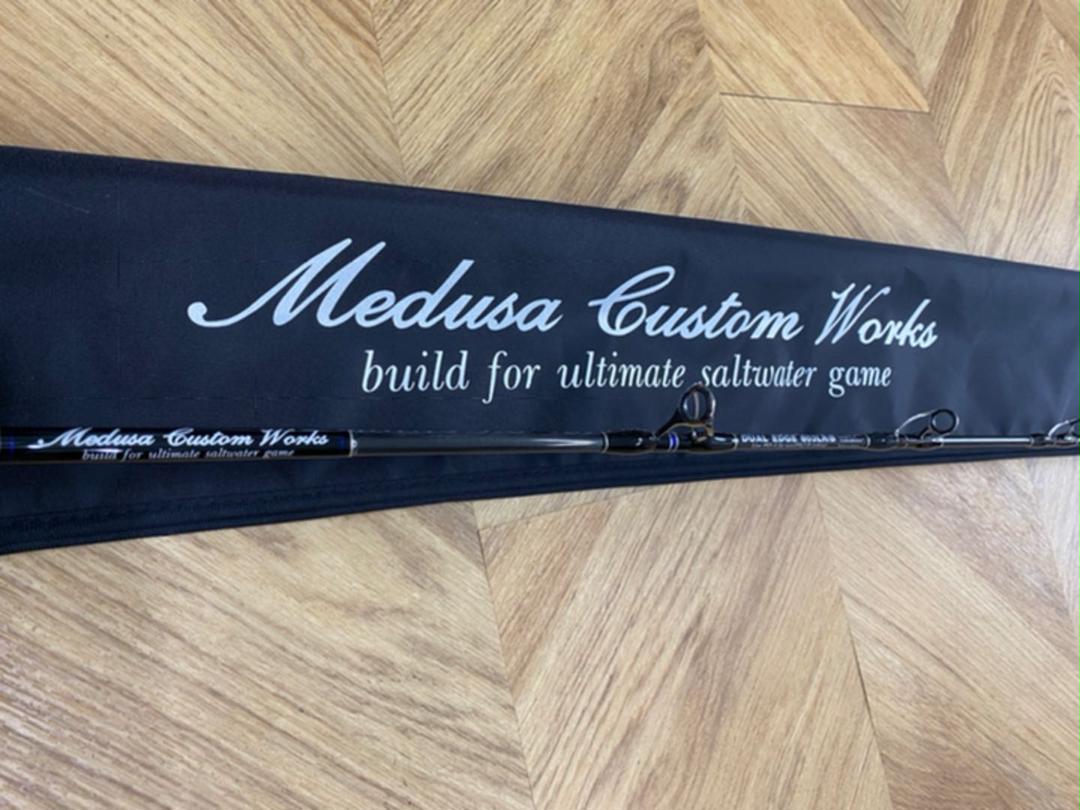 Medusa Custom Works
build for ultimate saltwater game
Medusa Custom Works
build for ultimate saltwater game
DUAL EDGE